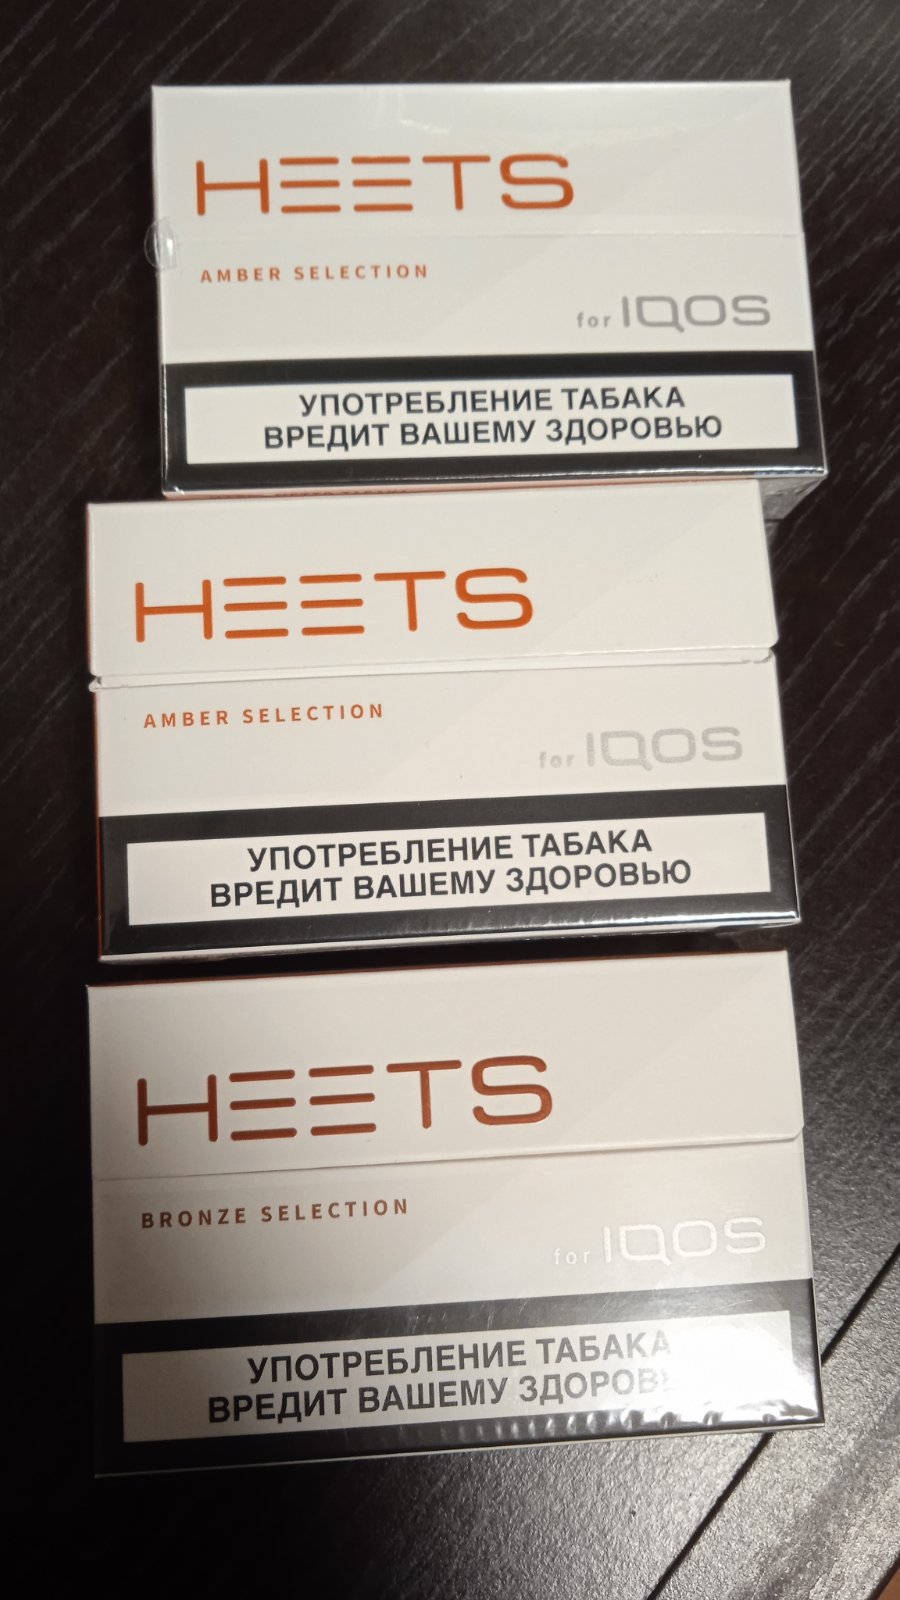 HEETS
AMBER SELECTION
for IQOS
УПОТРЕБЛЕНИЕ ТАБАКА
ВРЕДИТ ВАШЕМУ ЗДОРОВЬЮ
HEETS
AMBER SELECTION
for IQOS
УПОТРЕБЛЕНИЕ ТАБАКА
ВРЕДИТ ВАШЕМУ ЗДОРОВЬЮ
HEETS
BRONZE SELECTION
for IQOS
УПОТРЕБЛЕНИЕ ТАБАКА
ВРЕДИТ ВАШЕМУ